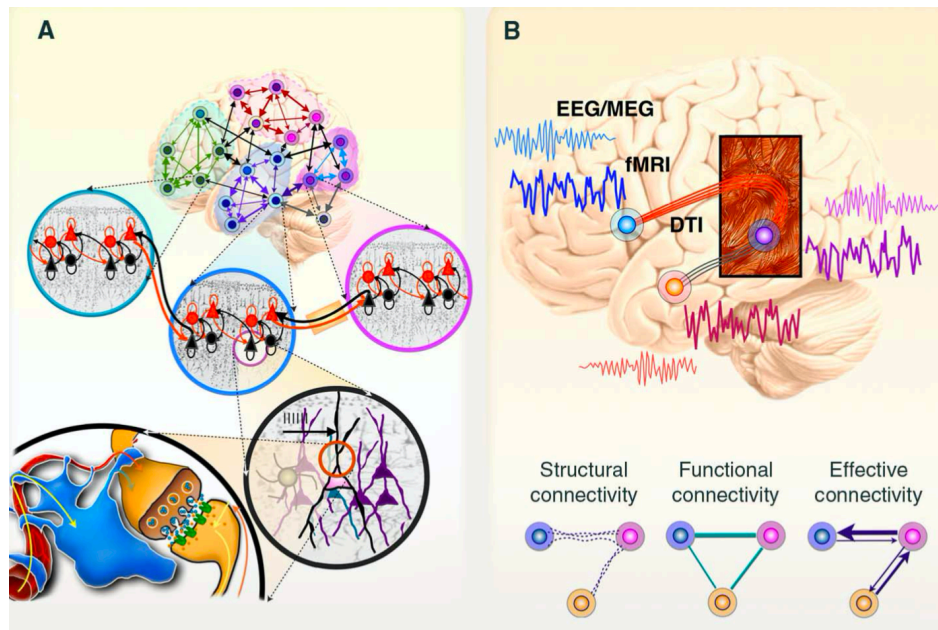 A
B
EEG/MEG
fMRI
DTI
Structural
connectivity
Functional
connectivity
Effective
connectivity